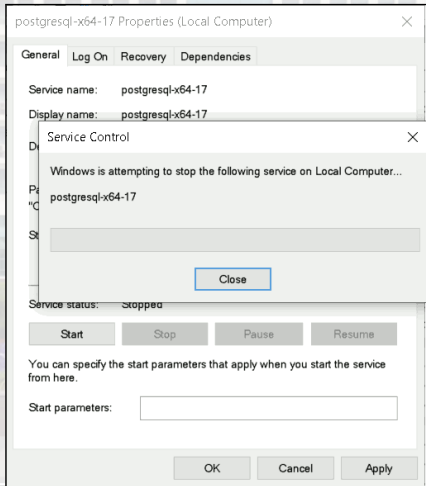 postgresql-x64-17 Properties (Local Computer)
General Log On Recovery Dependencies
Service name: postgresql-x64-17
Display name: postgresql-x64-17
Service Control
Windows is attempting to stop the following service on Local Computer...
postgresql-x64-17
Close
Service status: Stopped
Start Stop Pause Resume
You can specify the start parameters that apply when you start the service
from here.
Start parameters:
OK Cancel Apply